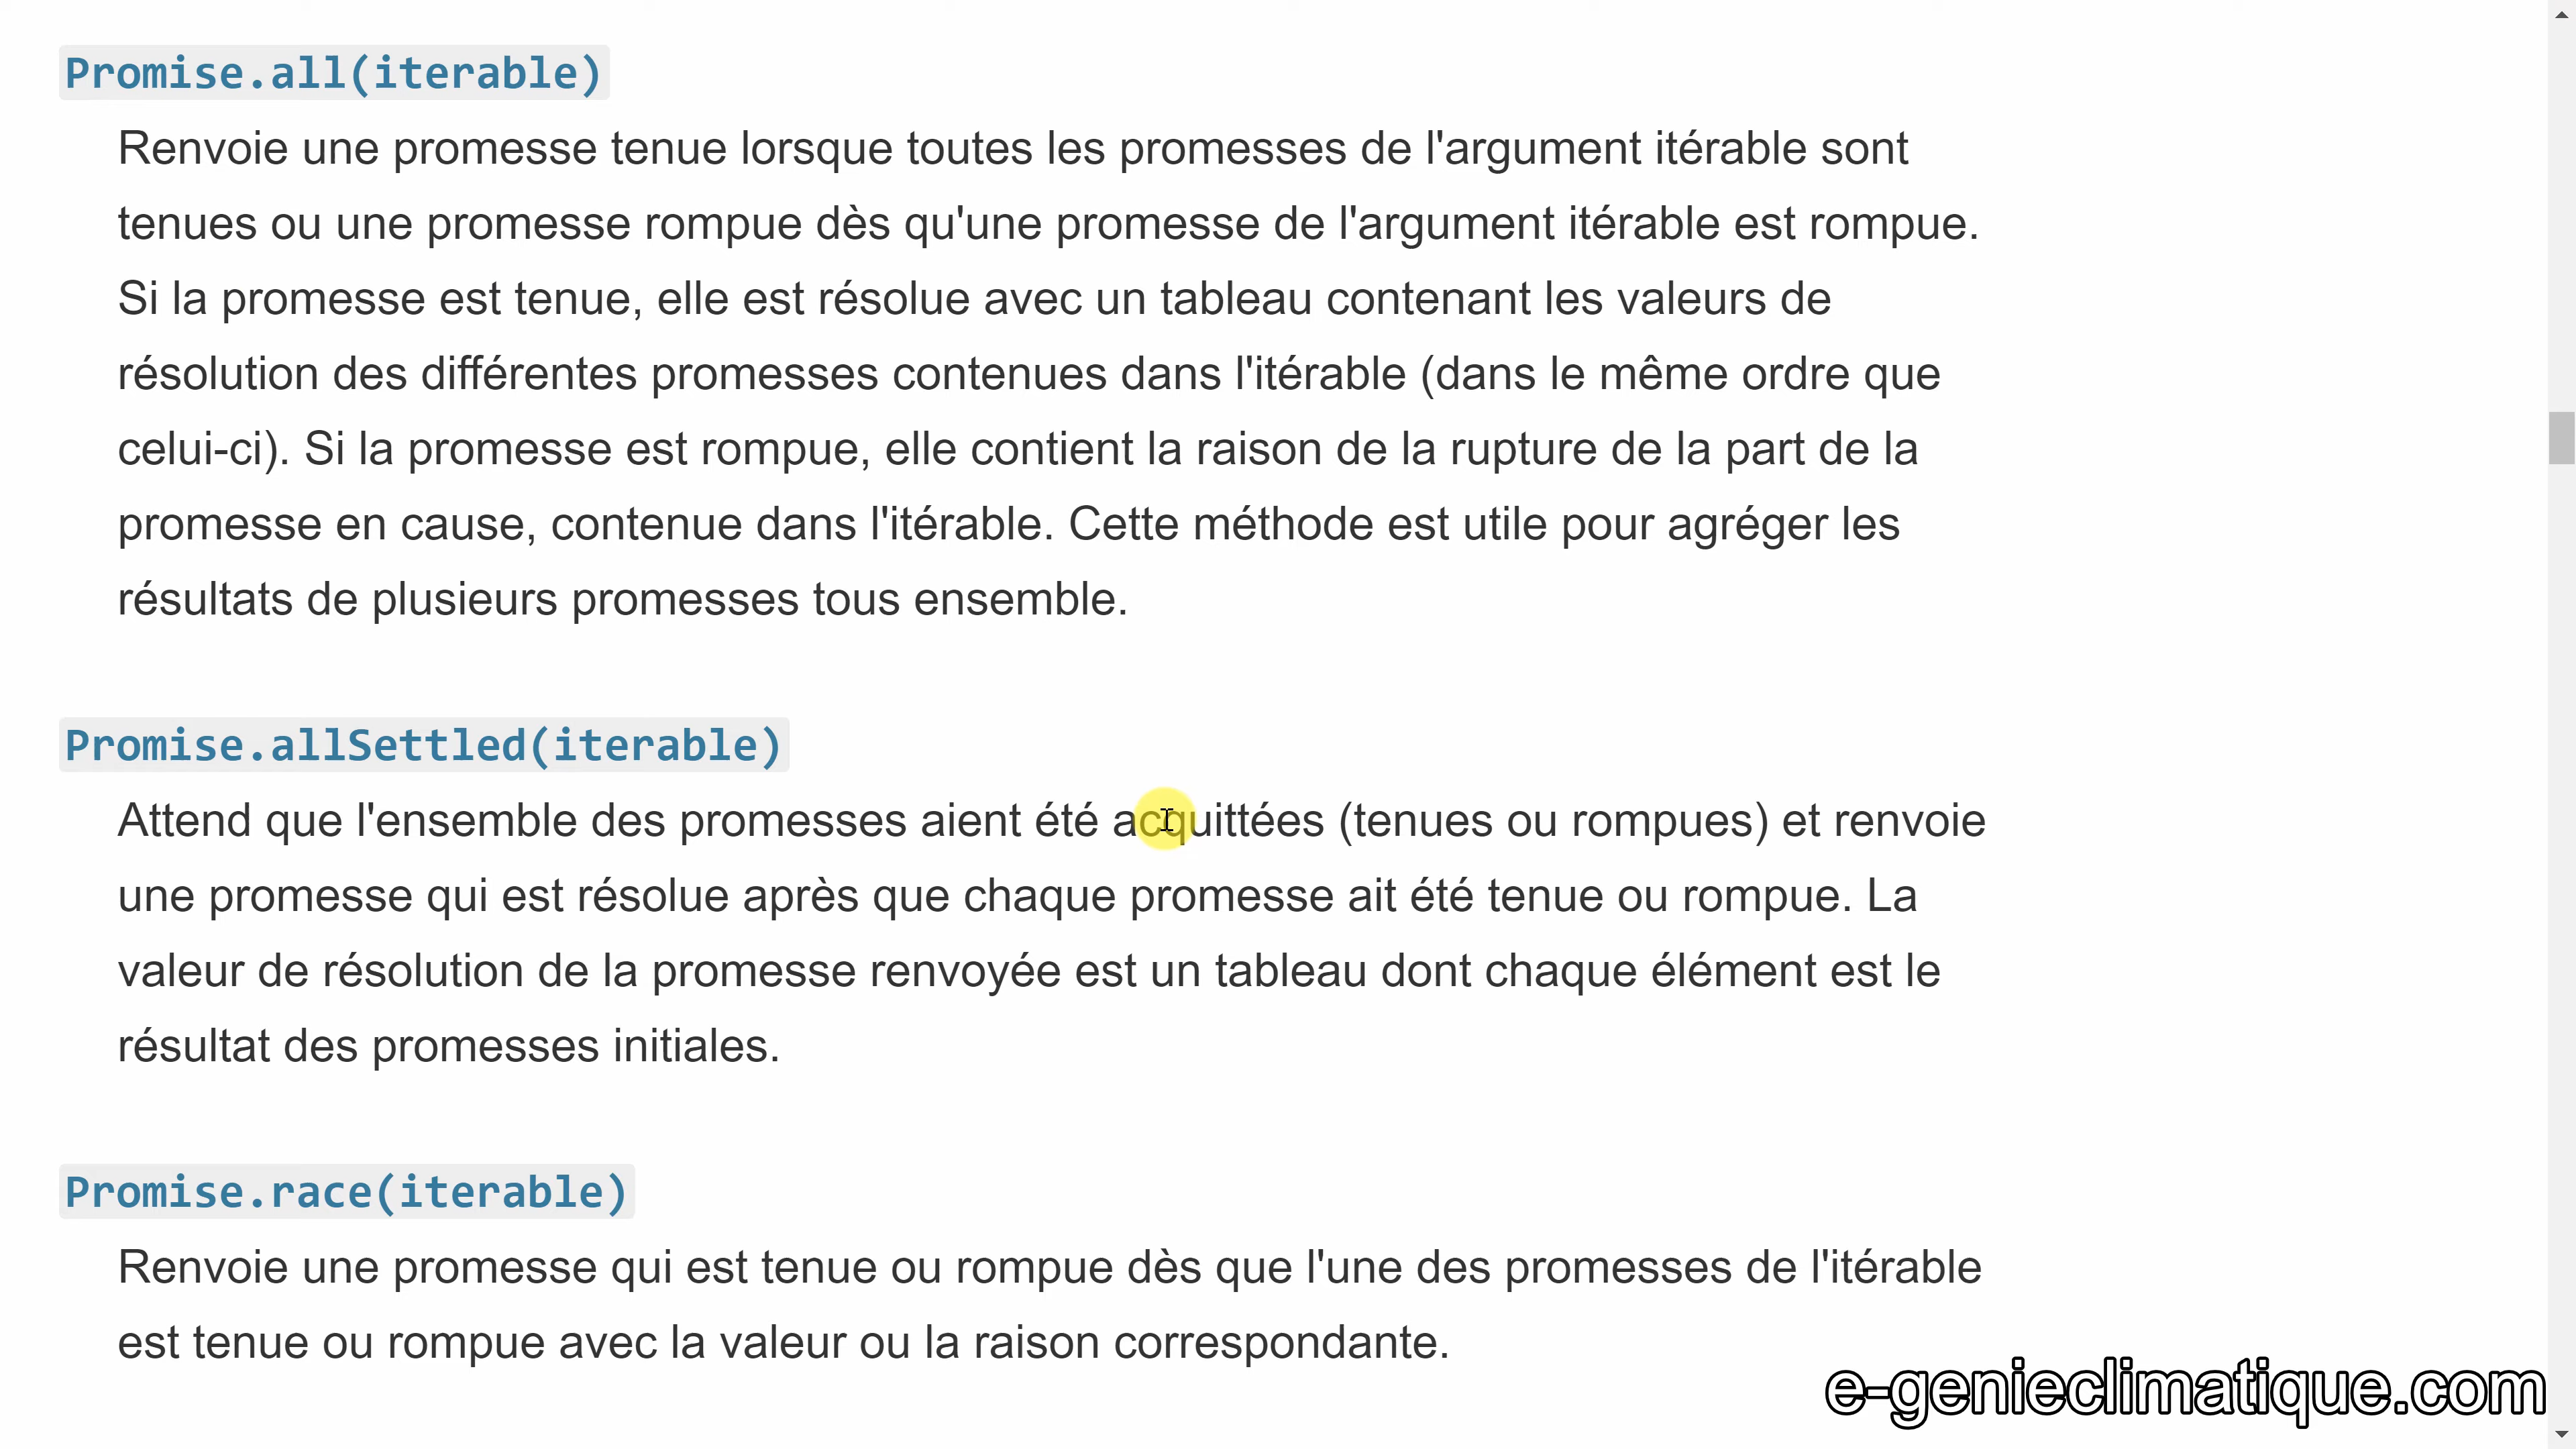 Promise.all(iterable)
Renvoie une promesse tenue lorsque toutes les promesses de l'argument itérable sont
tenues ou une promesse rompue dès qu'une promesse de l'argument itérable est rompue.
Si la promesse est tenue, elle est résolue avec un tableau contenant les valeurs de
résolution des différentes promesses contenues dans l'itérable (dans le même ordre que
celui-ci). Si la promesse est rompue, elle contient la raison de la rupture de la part de la
promesse en cause, contenue dans l'itérable. Cette méthode est utile pour agréger les
résultats de plusieurs promesses tous ensemble.
Promise.allSettled(iterable)
Attend que l'ensemble des promesses aient été acquittées (tenues ou rompues) et renvoie
une promesse qui est résolue après que chaque promesse ait été tenue ou rompue. La
valeur de résolution de la promesse renvoyée est un tableau dont chaque élément est le
résultat des promesses initiales.
Promise.race(iterable)
Renvoie une promesse qui est tenue ou rompue dès que l'une des promesses de l'itérable
est tenue ou rompue avec la valeur ou la raison correspondante.
e-genieclimatique.com